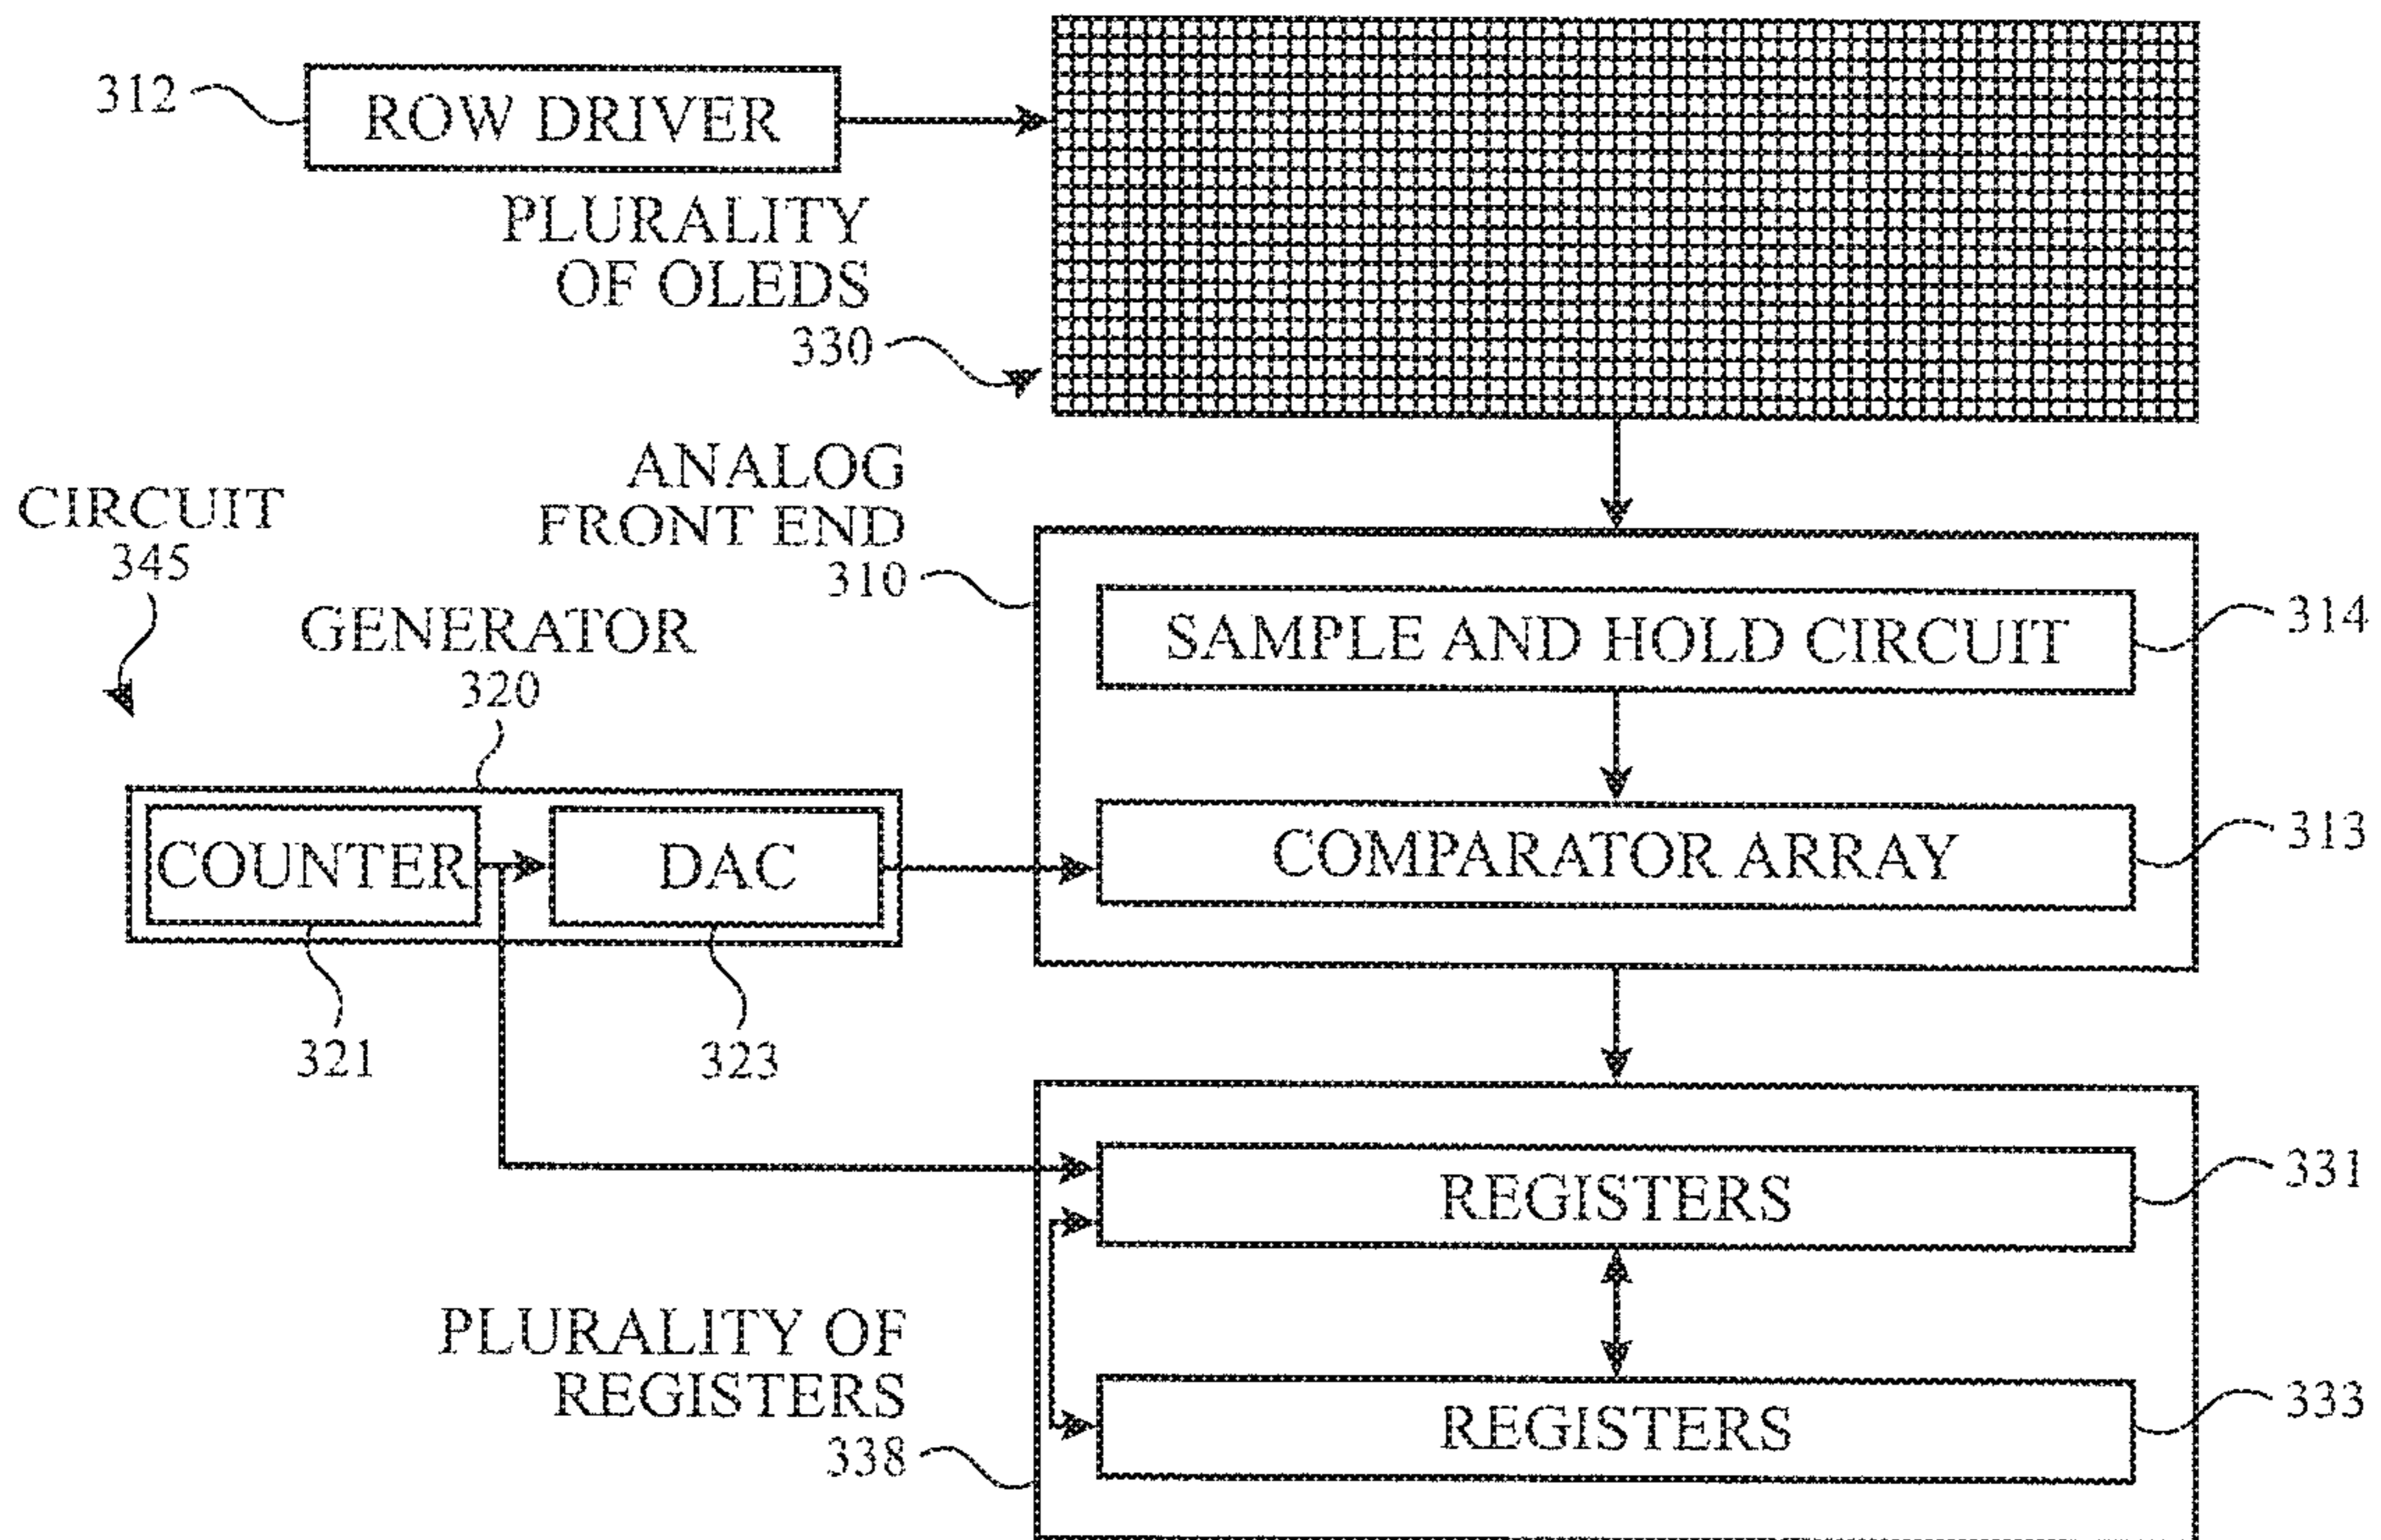 312
ROW DRIVER
PLURALITY
OF OLEDS
330
ANALOG
FRONT END
310
CIRCUIT
345
GENERATOR
320
SAMPLE AND HOLD CIRCUIT
314
COUNTER
DAC
COMPARATOR ARRAY
313
321
323
REGISTERS
331
PLURALITY OF
REGISTERS
338
REGISTERS
333